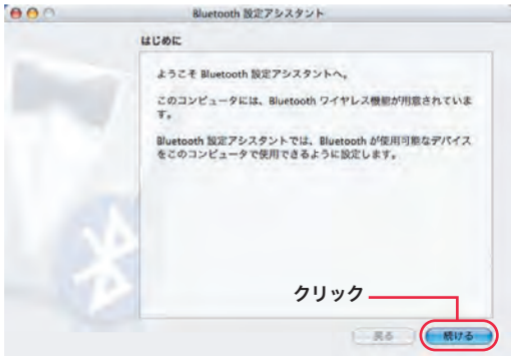 Bluetooth 設定アシスタント
はじめに
ようこそ Bluetooth 設定アシスタントへ。
このコンピュータには、Bluetooth ワイヤレス機能が用意されていま
す。
Bluetooth 設定アシスタントでは、Bluetooth が使用可能なデバイス
をこのコンピュータで使用できるように設定します。
クリック
戻る
続ける